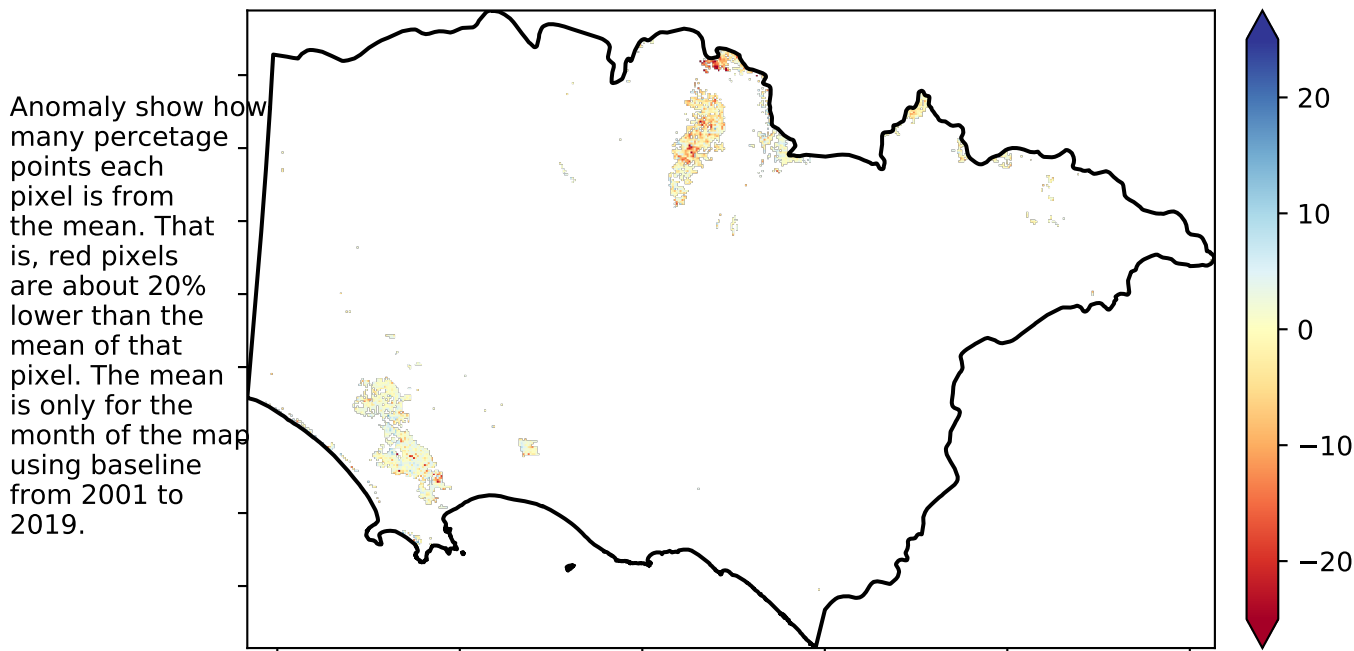 Anomaly show how
many percetage
points each
pixel is from
the mean. That
is, red pixels
are about 20%
lower than the
mean of that
pixel. The mean
is only for the
month of the map
using baseline
from 2001 to
2019.
20
10
0
−10
−20